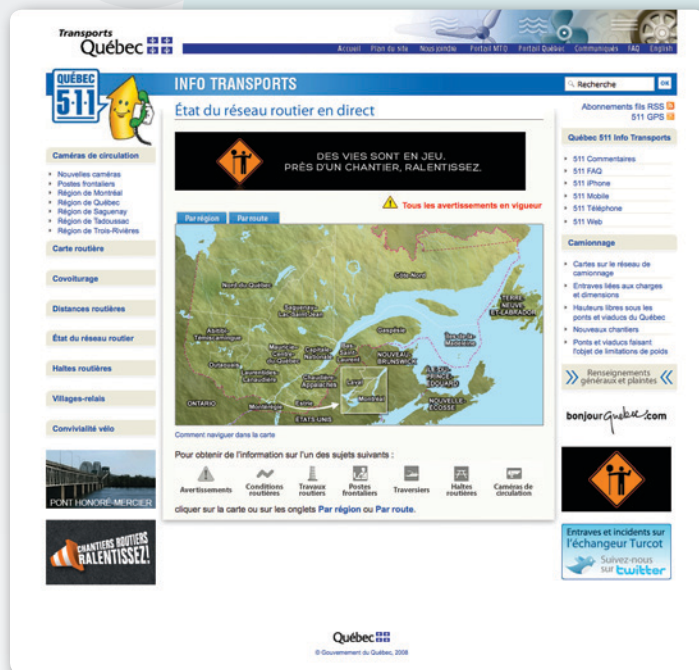 Transports
Québec
Accueil Plan du site Nous joindre Portail MTQ Portail Québec Communiqués FAQ English
QUÉBEC
5·1·1
INFO TRANSPORTS
Recherche OK
État du réseau routier en direct
Abonnements fils RSS
511 GPS
DES VIES SONT EN JEU.
PRÈS D'UN CHANTIER, RALENTISSEZ.
Tous les avertissements en vigueur
Par région Par route
Caméras de circulation
Nouvelles caméras
Postes frontaliers
Région de Montréal
Région de Québec
Région de Saguenay
Région de Tadoussac
Région de Trois-Rivières
Carte routière
Covoiturage
Distances routières
État du réseau routier
Haltes routières
Villages-relais
Convivialité vélo
PONT HONORÉ-MERCIER
CHANTIERS ROUTIERS
RALENTISSEZ!
Nord du Québec
Côte-Nord
Saguenay-
Lac-Saint-Jean
TERRE-
NEUVE-
ET-LABRADOR
Abitibi
Témiscamingue
Gaspésie
Îles-de-la-
Madeleine
Mauricie-
Centre-
du-Québec
Capitale-
Nationale
Bas-
Saint-
Laurent
NOUVEAU-
BRUNSWICK
Outaouais
Laurentides-
Lanaudière
Chaudière-
Appalaches
Laval
Montréal
ÎLE-DU-
PRINCE-
ÉDOUARD
ONTARIO
Montérégie
Estrie
ÉTATS-UNIS
NOUVELLE-
ÉCOSSE
Comment naviguer dans la carte
Pour obtenir de l'information sur l'un des sujets suivants :
Avertissements
Conditions
routières
Travaux
routiers
Postes
frontaliers
Traversiers
Haltes
routières
Caméras de
circulation
cliquer sur la carte ou sur les onglets Par région ou Par route.
Québec 511 Info Transports
511 Commentaires
511 FAQ
511 iPhone
511 Mobile
511 Téléphone
511 Web
Camionnage
Cartes sur le réseau de
camionnage
Entraves liées aux charges
et dimensions
Hauteurs libres sous les
ponts et viaducs du Québec
Nouveaux chantiers
Ponts et viaducs faisant
l'objet de limitations de poids
Renseignements
généraux et plaintes
bonjourquebec.com
Entraves et incidents sur
l'échangeur Turcot
Suivez-nous
sur twitter
Québec
© Gouvernement du Québec, 2008